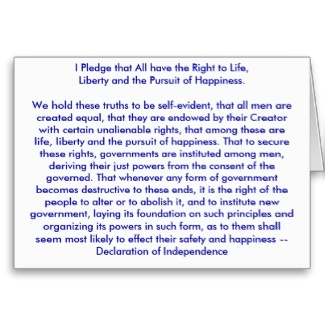 I Pledge that All have the Right to Life,
Liberty and the Pursuit of Happiness.
We hold these truths to be self-evident, that all men are
created equal, that they are endowed by their Creator
with certain unalienable rights, that among these are
life, liberty and the pursuit of happiness. That to secure
these rights, governments are instituted among men,
deriving their just powers from the consent of the
governed. That whenever any form of government
becomes destructive to these ends, it is the right of the
people to alter or to abolish it, and to institute new
government, laying its foundation on such principles and
organizing its powers in such form, as to them shall
seem most likely to effect their safety and happiness --
Declaration of Independence